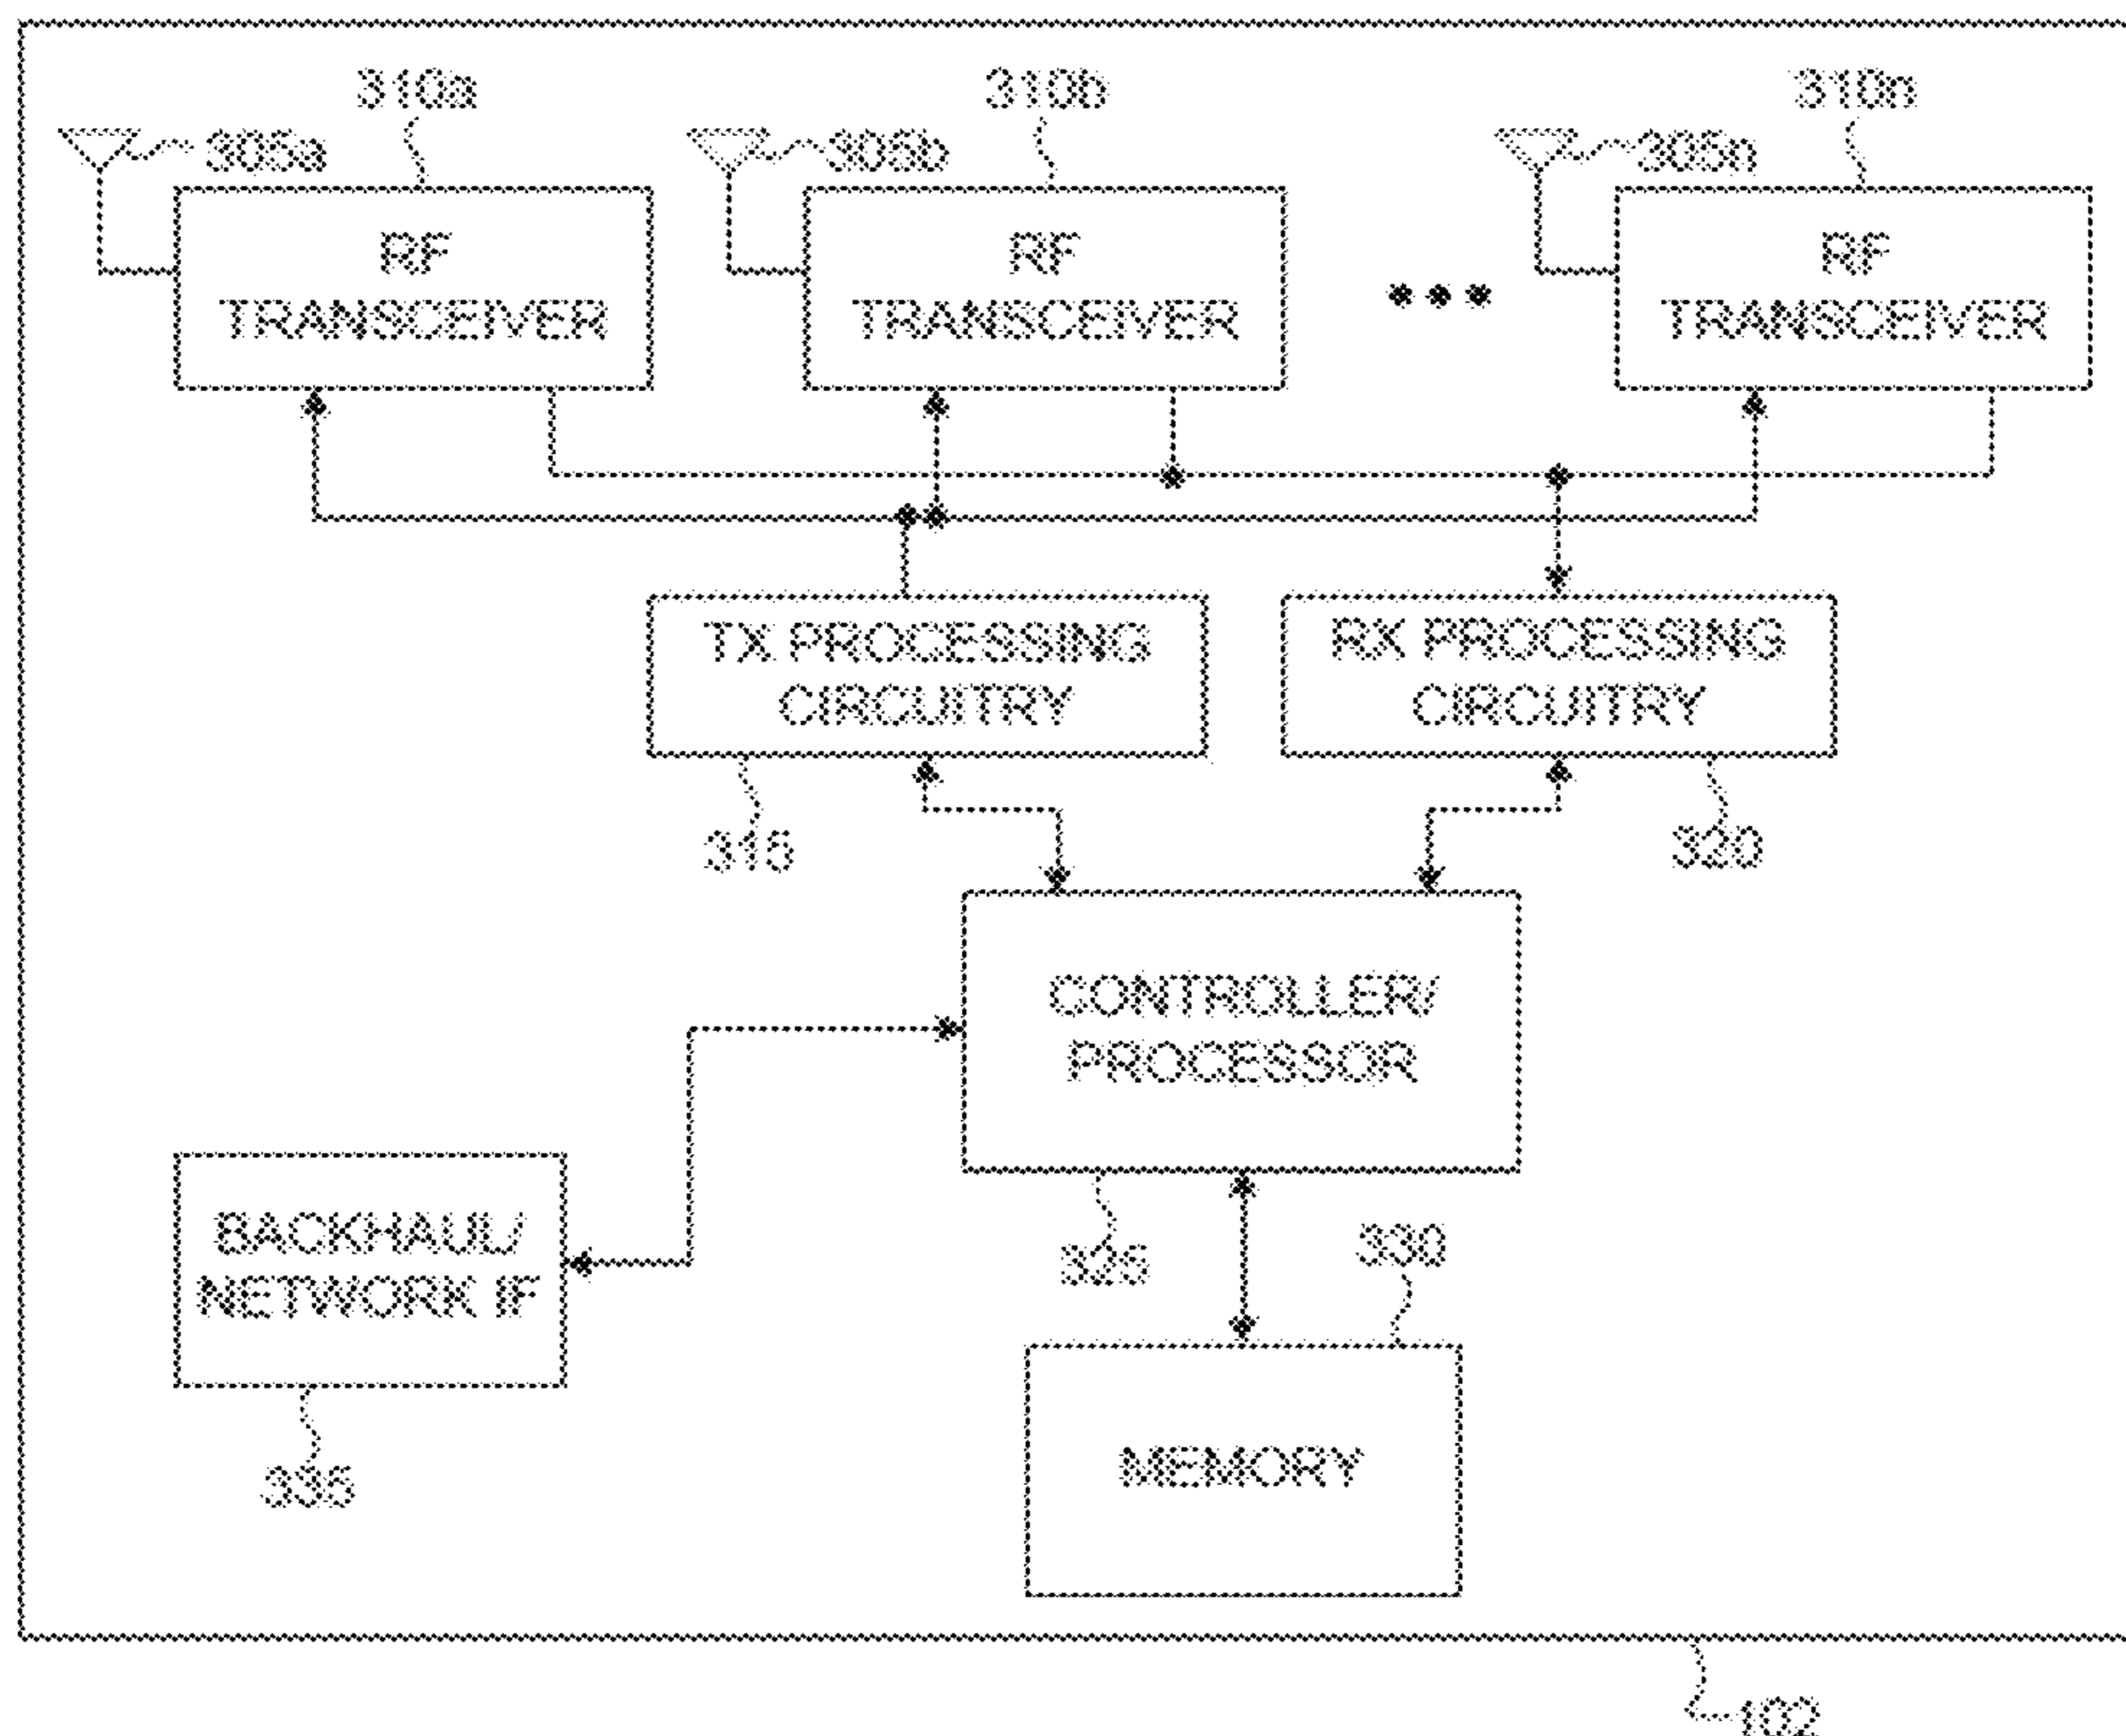 310a
310b
310n
305a
305b
305n
RF
TRANSCEIVER
RF
TRANSCEIVER
RF
TRANSCEIVER
TX PROCESSING
CIRCUITRY
RX PROCESSING
CIRCUITRY
315
320
CONTROLLER/
PROCESSOR
BACKHAUL/
NETWORK IF
325
330
MEMORY
335
102